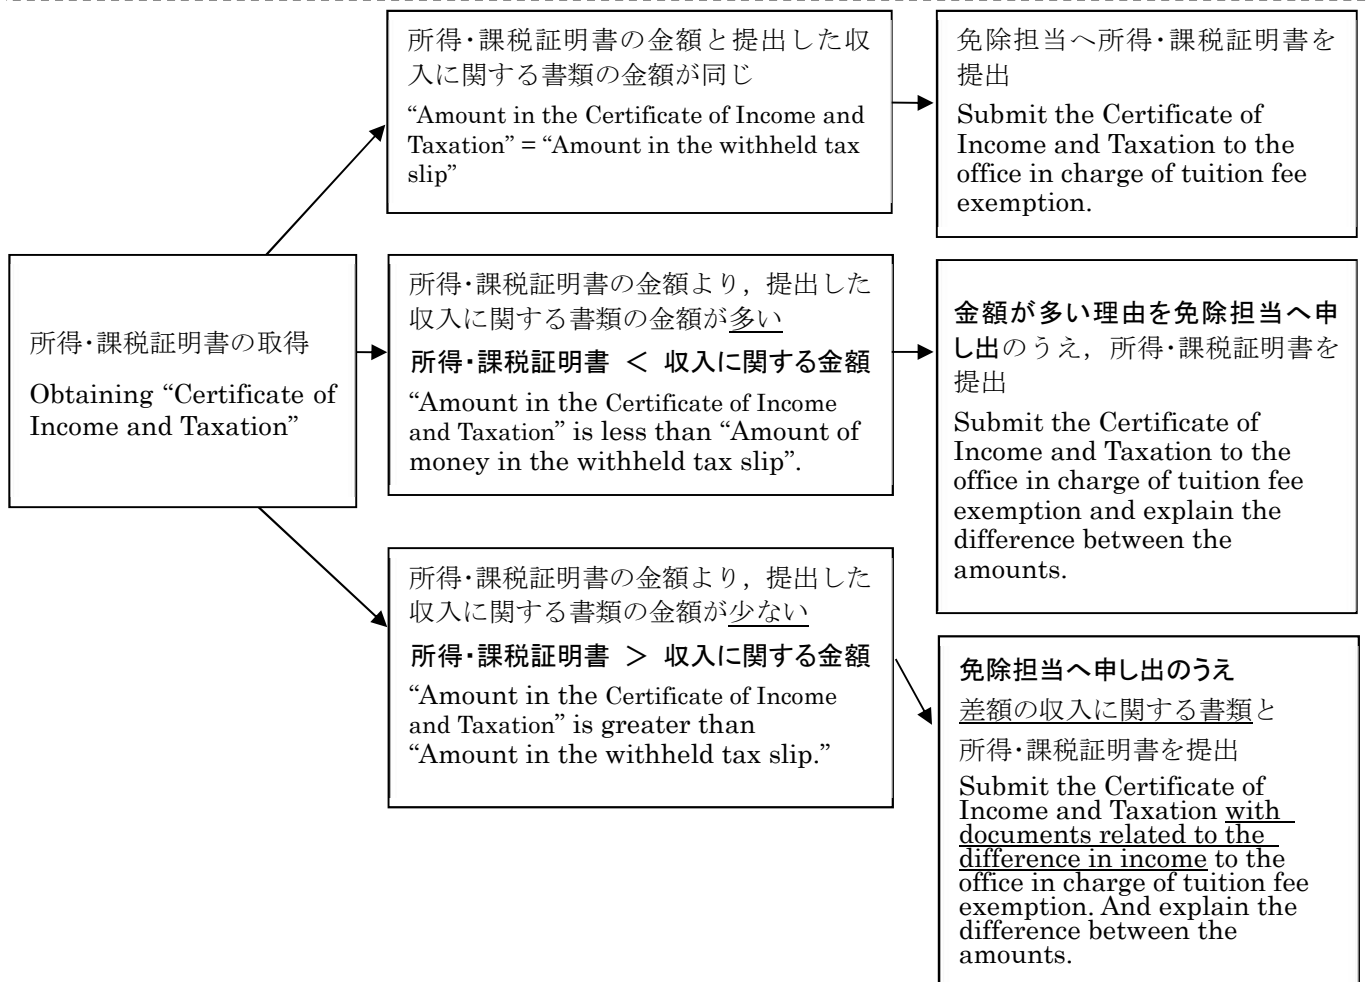 所得・課税証明書の取得
Obtaining “Certificate of
Income and Taxation”
所得・課税証明書の金額と提出した収
入に関する書類の金額が同じ
“Amount in the Certificate of Income and
Taxation” = “Amount in the withheld tax
slip”
免除担当へ所得・課税証明書を
提出
Submit the Certificate of
Income and Taxation to the
office in charge of tuition fee
exemption.
所得・課税証明書の金額より，提出した
収入に関する書類の金額が多い
所得・課税証明書 ＜ 収入に関する金額
“Amount in the Certificate of Income
and Taxation” is less than “Amount of
money in the withheld tax slip”.
金額が多い理由を免除担当へ申
し出のうえ，所得・課税証明書を
提出
Submit the Certificate of
Income and Taxation to the
office in charge of tuition fee
exemption and explain the
difference between the
amounts.
所得・課税証明書の金額より，提出した
収入に関する書類の金額が少ない
所得・課税証明書 ＞ 収入に関する金額
“Amount in the Certificate of Income
and Taxation” is greater than
“Amount in the withheld tax slip.”
免除担当へ申し出のうえ
差額の収入に関する書類と
所得・課税証明書を提出
Submit the Certificate of
Income and Taxation with
documents related to the
difference in income to the
office in charge of tuition fee
exemption. And explain the
difference between the
amounts.